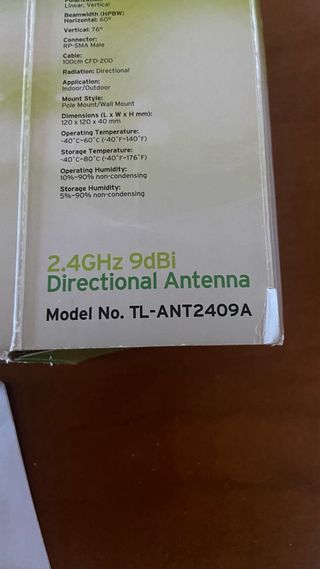 Linear, Vertical
Beamwidth (HPBW)
Horizontal: 60°
Vertical: 76°
Connector:
RP-SMA Male
Cable:
100cm CFD-200
Radiation: Directional
Application:
Indoor/Outdoor
Mount Style:
Pole Mount/Wall Mount
Dimensions (L x W x H mm):
120 x 120 x 40 mm
Operating Temperature:
-40˚C~60˚C (-40˚F~140˚F)
Storage Temperature:
-40˚C~80˚C (-40˚F~176˚F)
Operating Humidity:
10%~90% non-condensing
Storage Humidity:
5%~90% non-condensing
2.4GHz 9dBi
Directional Antenna
Model No. TL-ANT2409A